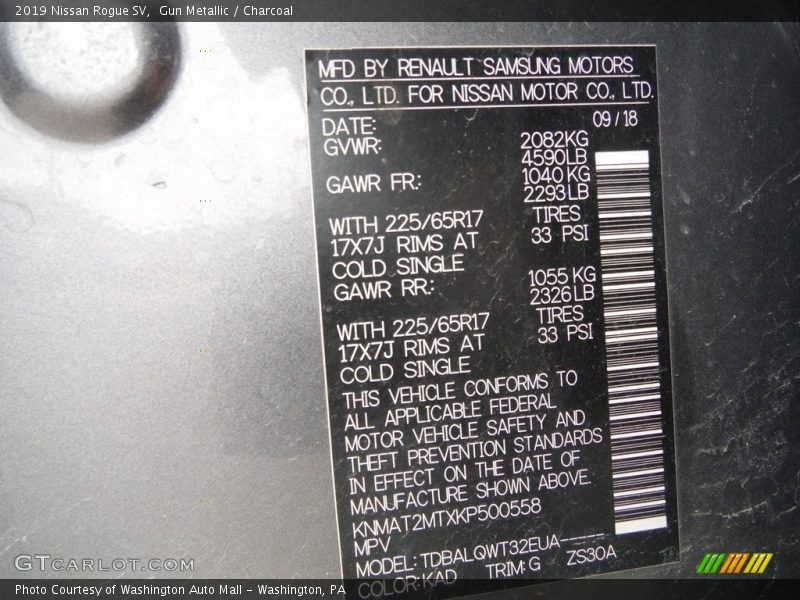 2019 Nissan Rogue SV, Gun Metallic / Charcoal
MFD BY RENAULT SAMSUNG MOTORS
CO., LTD. FOR NISSAN MOTOR CO., LTD.
DATE: 09/18
GVWR: 2082KG
4590LB
GAWR FR: 1040KG
2293LB
WITH 225/65R17 TIRES
17X7J RIMS AT 33 PSI
COLD SINGLE
GAWR RR: 1055KG
2326LB
WITH 225/65R17 TIRES
17X7J RIMS AT 33 PSI
COLD SINGLE
THIS VEHICLE CONFORMS TO
ALL APPLICABLE FEDERAL
MOTOR VEHICLE SAFETY AND
THEFT PREVENTION STANDARDS
IN EFFECT ON THE DATE OF
MANUFACTURE SHOWN ABOVE.
KNMAT2MTXKP500558
MPV
MODEL: TDBALQWT32EUA----
COLOR: KAD TRIM: G ZS30A
GTCARLOT.COM
Photo Courtesy of Washington Auto Mall - Washington, PA